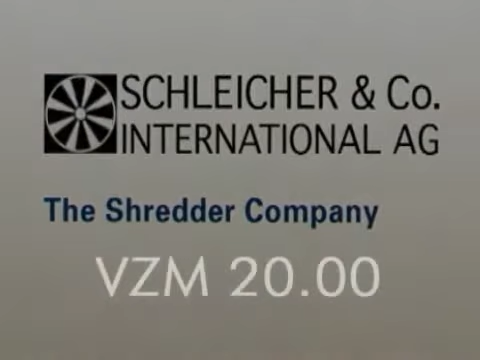 SCHLEICHER & Co.
INTERNATIONAL AG
The Shredder Company
VZM 20.00